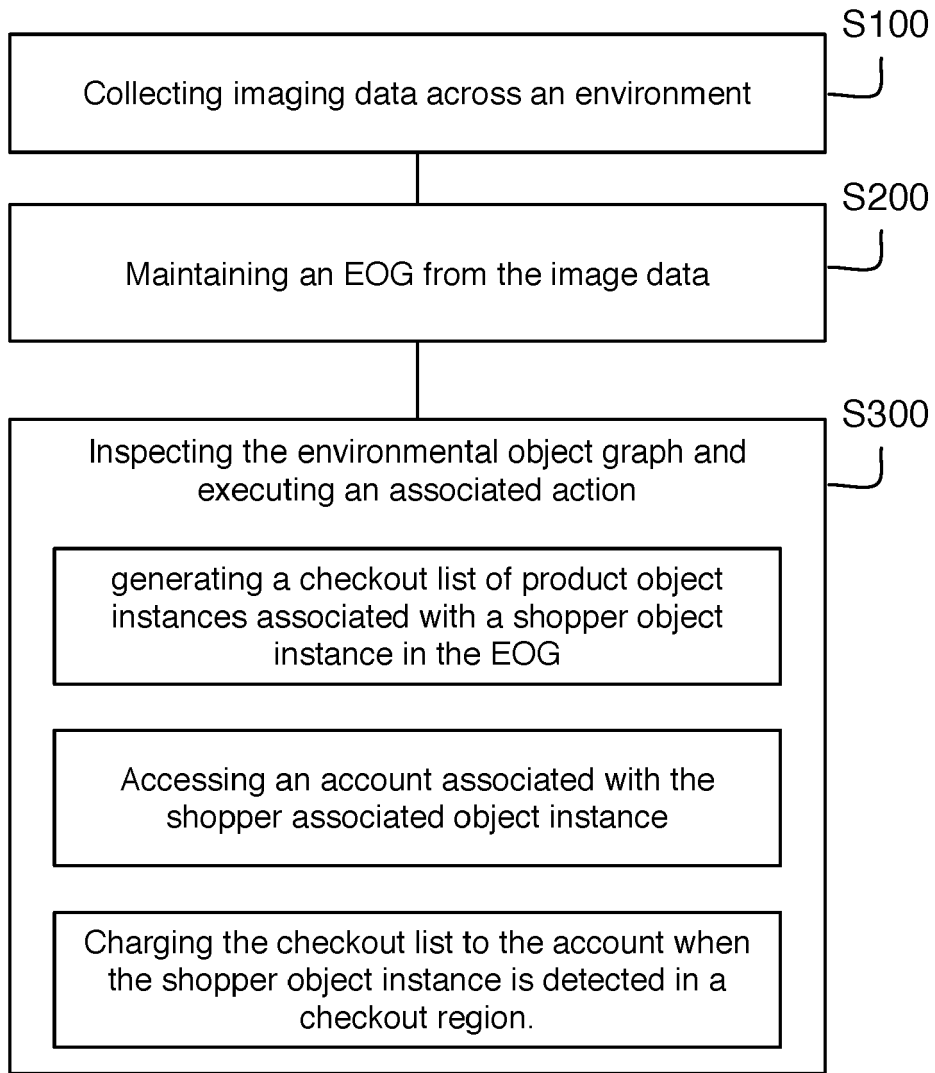 S100
Collecting imaging data across an environment
S200
Maintaining an EOG from the image data
S300
Inspecting the environmental object graph and
executing an associated action
generating a checkout list of product object
instances associated with a shopper object
instance in the EOG
Accessing an account associated with the
shopper associated object instance
Charging the checkout list to the account when
the shopper object instance is detected in a
checkout region.